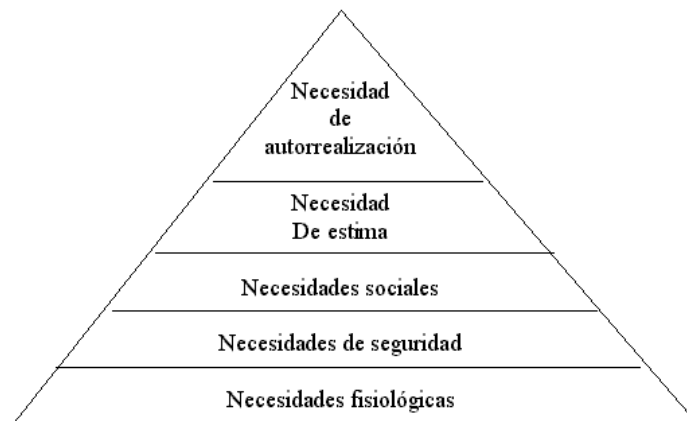 Necesidad
de
autorrealización
Necesidad
De estima
Necesidades sociales
Necesidades de seguridad
Necesidades fisiológicas